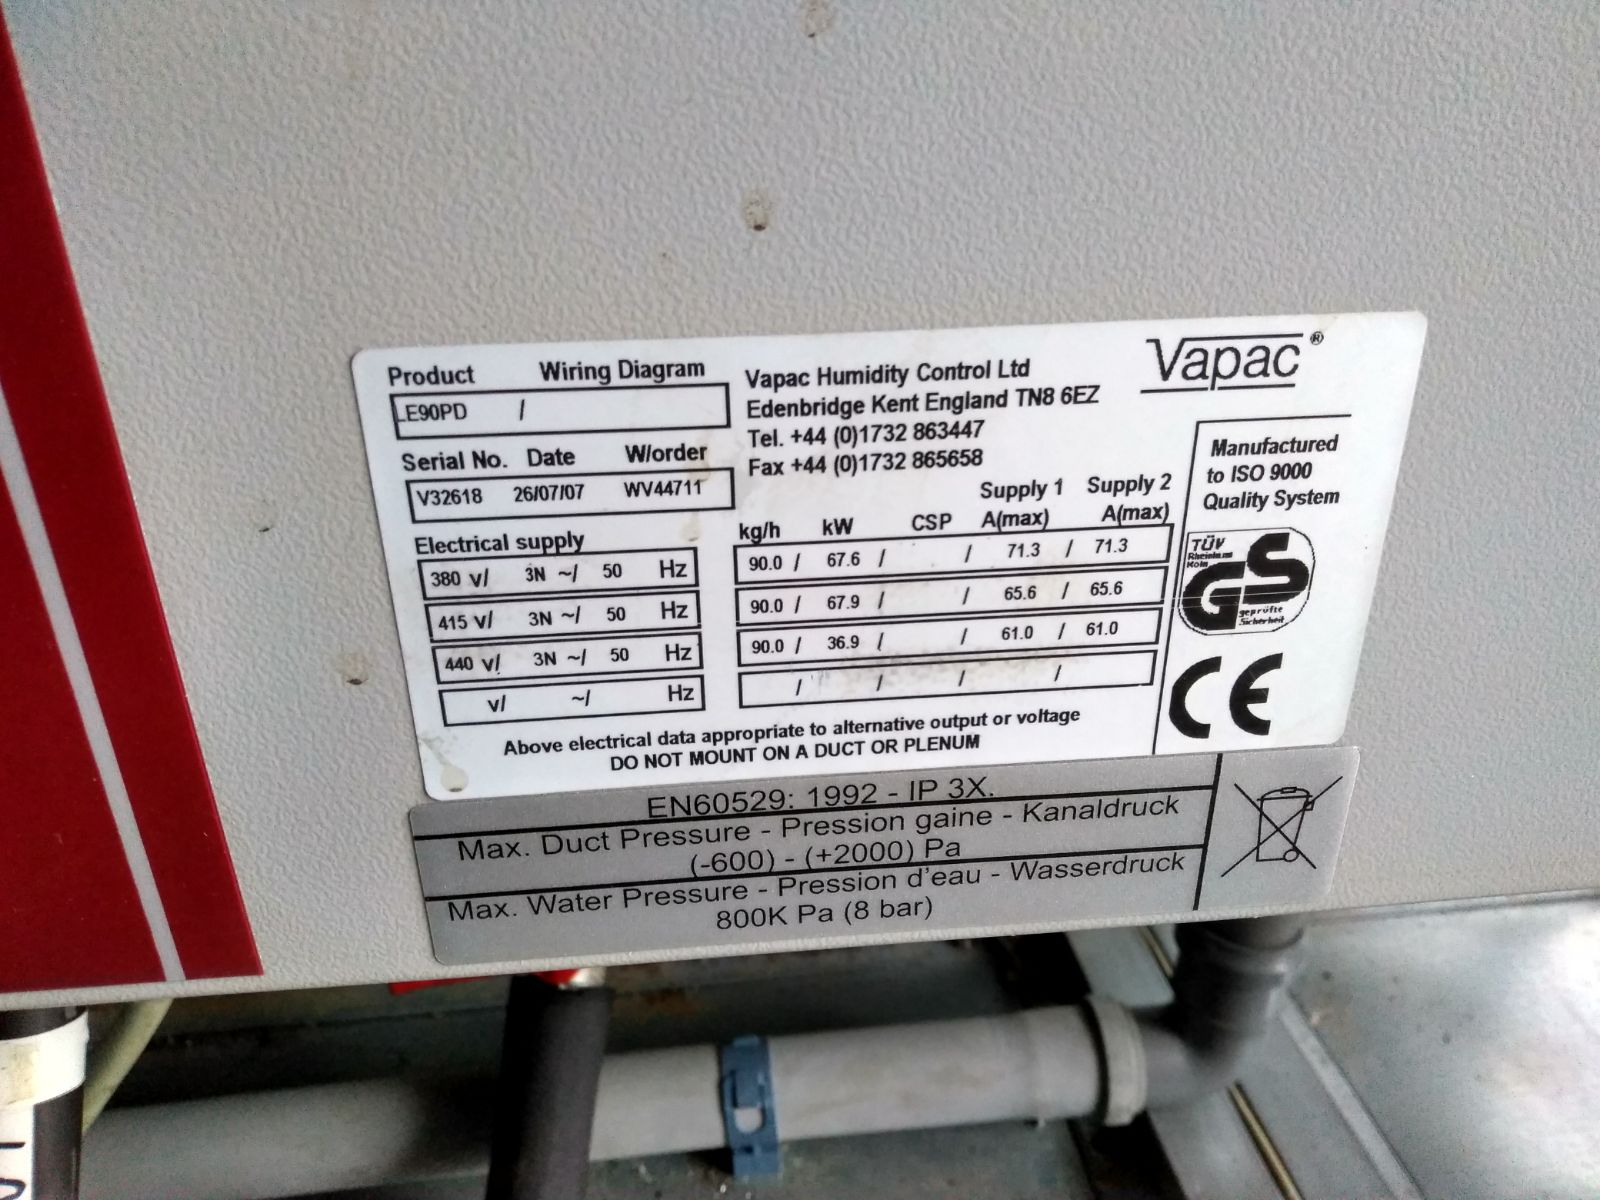 Vapac®
Product Wiring Diagram
LE90PD /
Serial No. Date W/order
V32618 26/07/07 WV44711
Electrical supply
380 v/ 3N ~/ 50 Hz
415 v/ 3N ~/ 50 Hz
440 v/ 3N ~/ 50 Hz
v/ ~/ Hz
Vapac Humidity Control Ltd
Edenbridge Kent England TN8 6EZ
Tel. +44 (0)1732 863447
Fax +44 (0)1732 865658
Supply 1 Supply 2
kg/h kW CSP A(max) A(max)
90.0 / 67.6 / / 71.3 / 71.3
90.0 / 67.9 / / 65.6 / 65.6
90.0 / 36.9 / / 61.0 / 61.0
/ / / /
Manufactured
to ISO 9000
Quality System
TÜV
Rheinland
Köln
GS
geprüfte
Sicherheit
CE
Above electrical data appropriate to alternative output or voltage
DO NOT MOUNT ON A DUCT OR PLENUM
EN60529: 1992 - IP 3X.
Max. Duct Pressure - Pression gaine - Kanaldruck
(-600) - (+2000) Pa
Max. Water Pressure - Pression d'eau - Wasserdruck
800K Pa (8 bar)